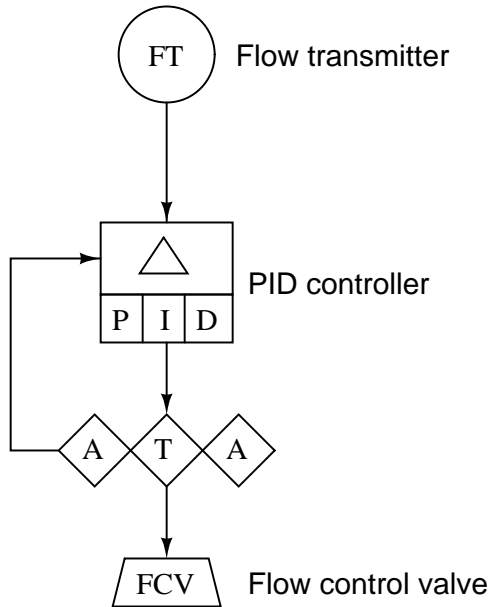 FT Flow transmitter
PID controller
P I D
A T A
FCV Flow control valve